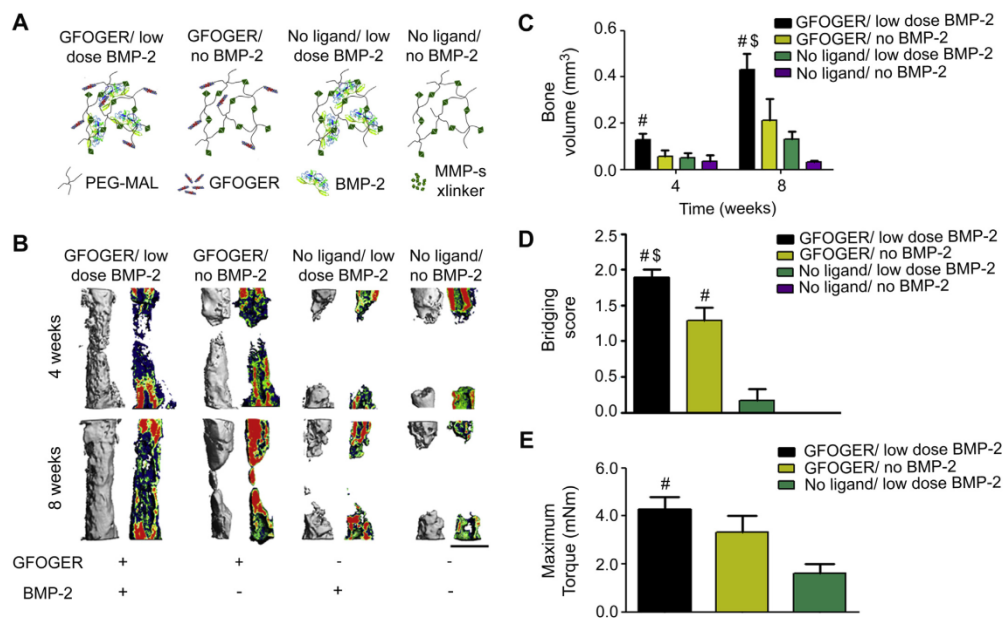 A
GFOGER/ low
dose BMP-2
GFOGER/
no BMP-2
No ligand/ low
dose BMP-2
No ligand/
no BMP-2
PEG-MAL
GFOGER
BMP-2
MMP-s
xlinker
B
GFOGER/ low
dose BMP-2
GFOGER/
no BMP-2
No ligand/ low
dose BMP-2
No ligand/
no BMP-2
4 weeks
8 weeks
GFOGER + + - -
BMP-2 + - + -
C
GFOGER/ low dose BMP-2
GFOGER/ no BMP-2
No ligand/ low dose BMP-2
No ligand/ no BMP-2
Bone
volume (mm³)
0.6
0.4
0.2
0.0
#
# $
4 8
Time (weeks)
D
GFOGER/ low dose BMP-2
GFOGER/ no BMP-2
No ligand/ low dose BMP-2
No ligand/ no BMP-2
Bridging
score
2.5
2.0
1.5
1.0
0.5
0.0
# $
#
E
GFOGER/ low dose BMP-2
GFOGER/ no BMP-2
No ligand/ low dose BMP-2
Maximum
Torque (mNm)
6.0
4.0
2.0
0.0
#